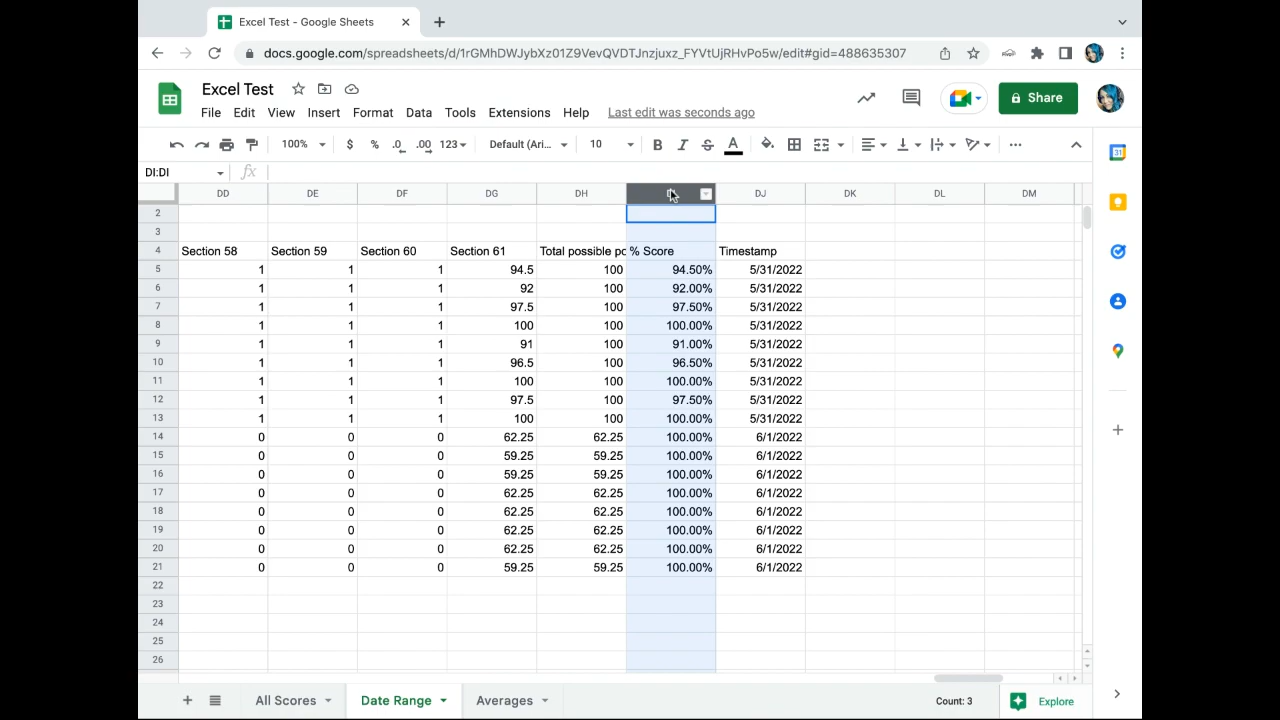 Excel Test - Google Sheets
docs.google.com/spreadsheets/d/1rGMhDWJybXz01Z9VevQVDTJnzjuxz_FYVtUjRHvPo5w/edit#gid=488635307
Excel Test
File Edit View Insert Format Data Tools Extensions Help Last edit was seconds ago
Share
100% $ % .0 .00 123 Default (Ari... 10 B I S A
DI:DI fx
DD DE DF DG DH DJ DK DL DM
2
3
4 Section 58 Section 59 Section 60 Section 61 Total possible po % Score Timestamp
5 1 1 1 94.5 100 94.50% 5/31/2022
6 1 1 1 92 100 92.00% 5/31/2022
7 1 1 1 97.5 100 97.50% 5/31/2022
8 1 1 1 100 100 100.00% 5/31/2022
9 1 1 1 91 100 91.00% 5/31/2022
10 1 1 1 96.5 100 96.50% 5/31/2022
11 1 1 1 100 100 100.00% 5/31/2022
12 1 1 1 97.5 100 97.50% 5/31/2022
13 1 1 1 100 100 100.00% 5/31/2022
14 0 0 0 62.25 62.25 100.00% 6/1/2022
15 0 0 0 59.25 59.25 100.00% 6/1/2022
16 0 0 0 59.25 59.25 100.00% 6/1/2022
17 0 0 0 62.25 62.25 100.00% 6/1/2022
18 0 0 0 62.25 62.25 100.00% 6/1/2022
19 0 0 0 59.25 59.25 100.00% 6/1/2022
20 0 0 0 62.25 62.25 100.00% 6/1/2022
21 0 0 0 59.25 59.25 100.00% 6/1/2022
22
23
24
25
26
All Scores Date Range Averages Count: 3 Explore
31